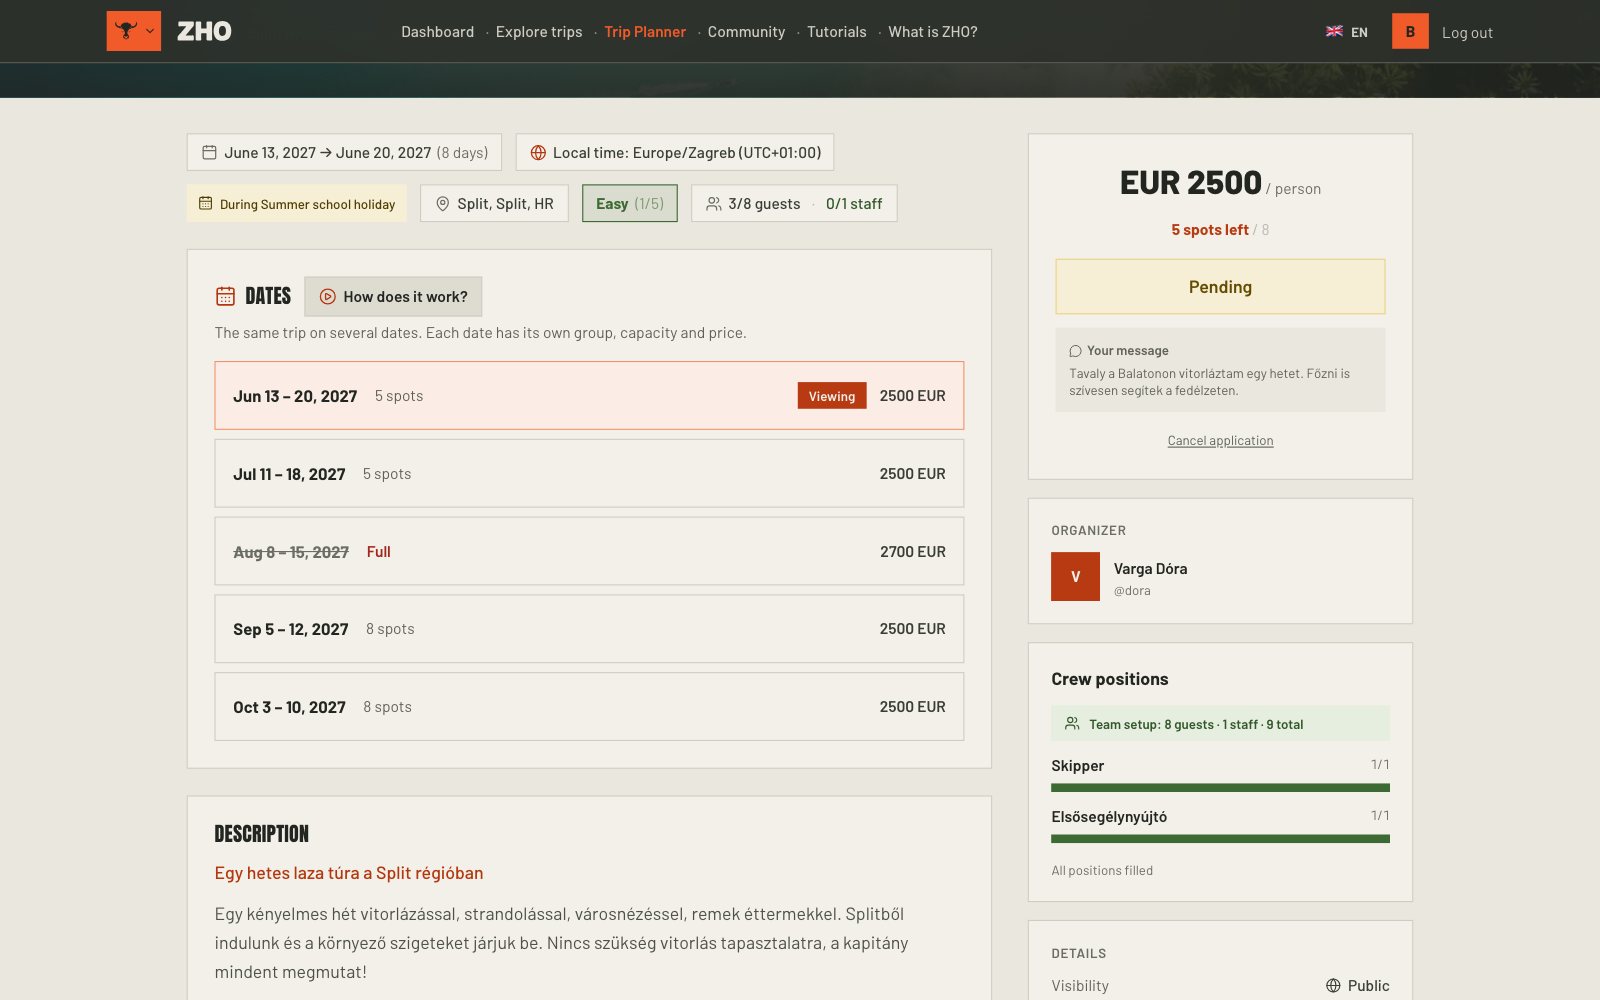 ZHO
Dashboard · Explore trips · Trip Planner · Community · Tutorials · What is ZHO?
EN
B
Log out
June 13, 2027 → June 20, 2027 (8 days)
Local time: Europe/Zagreb (UTC+01:00)
During Summer school holiday
Split, Split, HR
Easy (1/5)
3/8 guests · 0/1 staff
DATES
How does it work?
The same trip on several dates. Each date has its own group, capacity and price.
Jun 13 – 20, 2027 5 spots Viewing 2500 EUR
Jul 11 – 18, 2027 5 spots 2500 EUR
Aug 8 – 15, 2027 Full 2700 EUR
Sep 5 – 12, 2027 8 spots 2500 EUR
Oct 3 – 10, 2027 8 spots 2500 EUR
DESCRIPTION
Egy hetes laza túra a Split régióban
Egy kényelmes hét vitorlázással, strandolással, városnézéssel, remek éttermekkel. Splitből
indulunk és a környező szigeteket járjuk be. Nincs szükség vitorlás tapasztalatra, a kapitány
mindent megmutat!
EUR 2500 / person
5 spots left / 8
Pending
Your message
Tavaly a Balatonon vitorláztam egy hetet. Főzni is
szívesen segítek a fedélzeten.
Cancel application
ORGANIZER
V
Varga Dóra
@dora
Crew positions
Team setup: 8 guests · 1 staff · 9 total
Skipper 1/1
Elsősegélynyújtó 1/1
All positions filled
DETAILS
Visibility Public